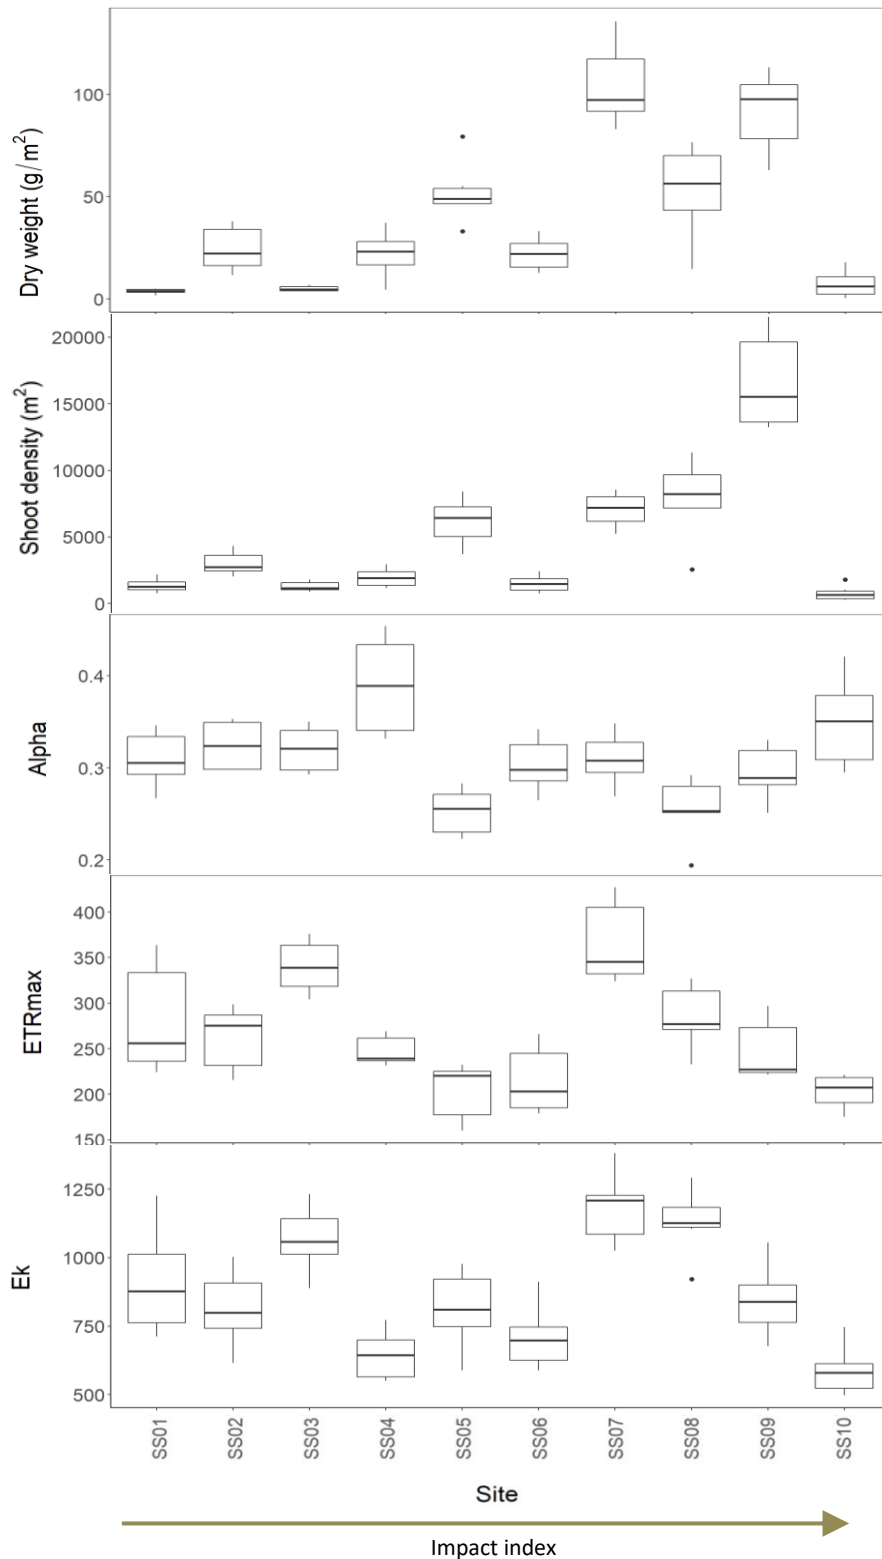 Dry weight (g/m²)
100
50
0
Shoot density (m²)
20000
15000
10000
5000
0
Alpha
0.4
0.3
0.2
ETRmax
400
350
300
250
200
150
Ek
1250
1000
750
500
SS01 SS02 SS03 SS04 SS05 SS06 SS07 SS08 SS09 SS10
Site
Impact index